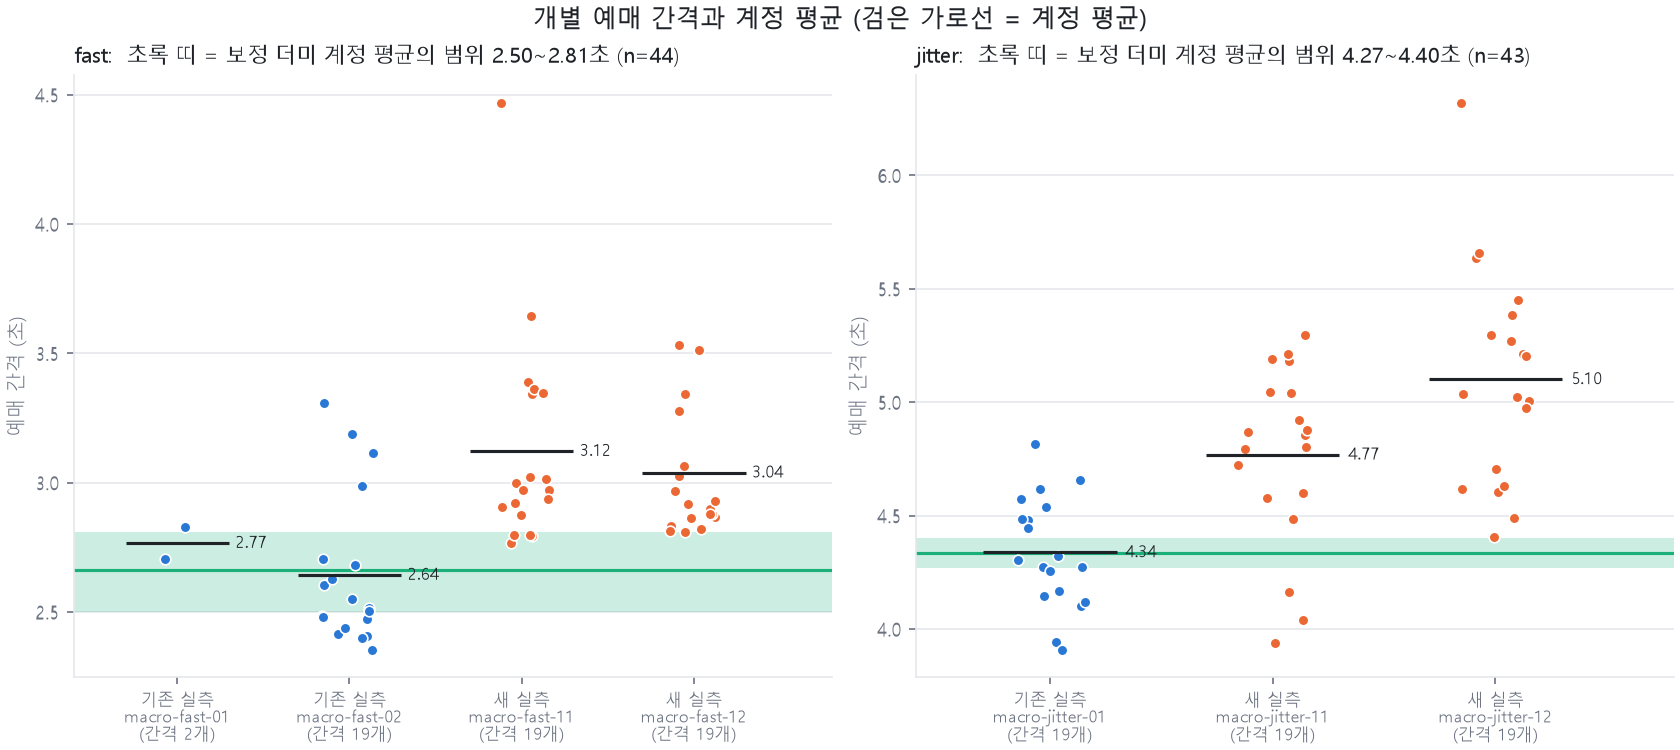 개별 예매 간격과 계정 평균 (검은 가로선 = 계정 평균)
fast: 초록 띠 = 보정 더미 계정 평균의 범위 2.50~2.81초 (n=44)
예매 간격 (초)
4.5
4.0
3.5
3.0
2.5
2.77
2.64
3.12
3.04
기존 실측
macro-fast-01
(간격 2개)
기존 실측
macro-fast-02
(간격 19개)
새 실측
macro-fast-11
(간격 19개)
새 실측
macro-fast-12
(간격 19개)
jitter: 초록 띠 = 보정 더미 계정 평균의 범위 4.27~4.40초 (n=43)
예매 간격 (초)
6.0
5.5
5.0
4.5
4.0
4.34
4.77
5.10
기존 실측
macro-jitter-01
(간격 19개)
새 실측
macro-jitter-11
(간격 19개)
새 실측
macro-jitter-12
(간격 19개)